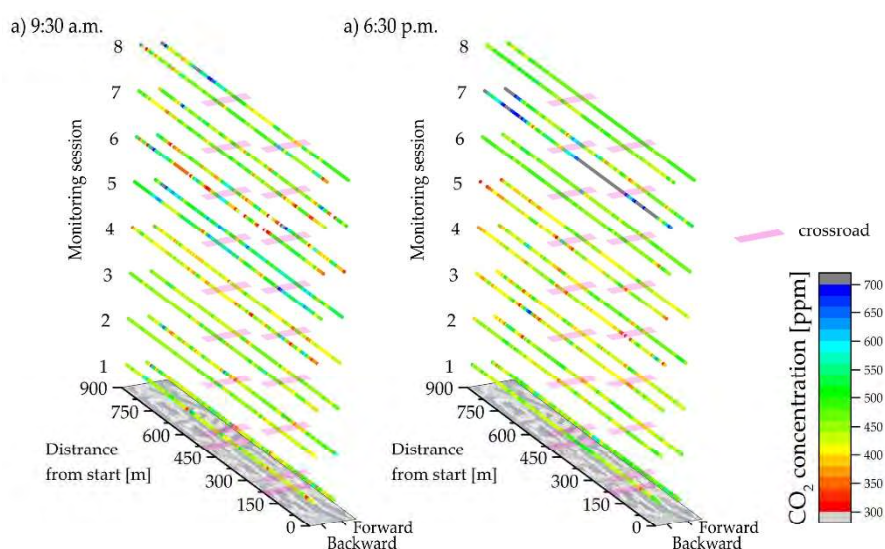 a) 9:30 a.m.
a) 6:30 p.m.
8
7
6
5
4
3
2
1
Monitoring session
900
750
600
450
300
150
0
Distrance
from start [m]
Forward
Backward
8
7
6
5
4
3
2
1
Monitoring session
900
750
600
450
300
150
0
Distrance
from start [m]
Forward
Backward
crossroad
CO₂ concentration [ppm]
700
650
600
550
500
450
400
350
300